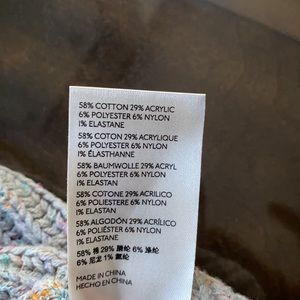 58% COTTON 29% ACRYLIC
6% POLYESTER 6% NYLON
1% ELASTANE
58% COTON 29% ACRYLIQUE
6% POLYESTER 6% NYLON
1% ÉLASTHANNE
58% BAUMWOLLE 29% ACRYL
6% POLYESTER 6% NYLON
1% ELASTAN
58% COTONE 29% ACRILICO
6% POLIESTERE 6% NYLON
1% ELASTAN
58% ALGODÓN 29% ACRÍLICO
6% POLIÉSTER 6% NYLON
1% ELASTANE
58% 棉 29% 腈纶 6% 涤纶
6% 尼龙 1% 氨纶
MADE IN CHINA
HECHO EN CHINA